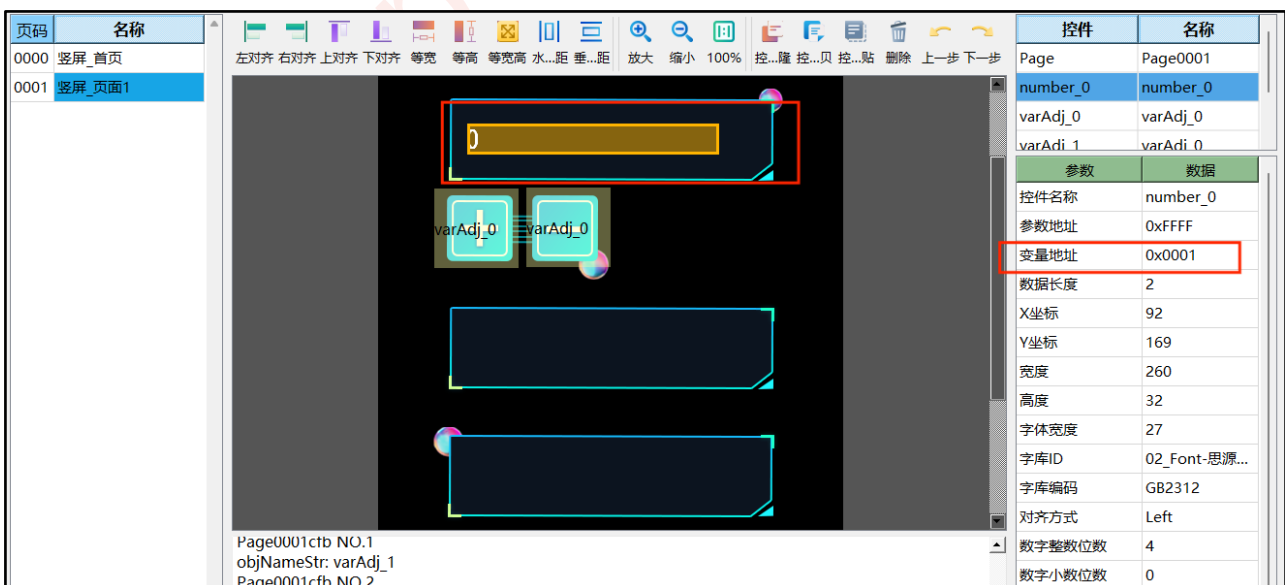 页码 名称
0000 竖屏_首页
0001 竖屏_页面1
左对齐 右对齐 上对齐 下对齐 等宽 等高 等宽高 水...距 垂...距 放大 缩小 100% 控...隆 控...贝 控...贴 删除 上一步 下一步
1:1
0
varAdj_0 varAdj_0
Page0001cfb NO.1
objNameStr: varAdj_1
Page0001cfb NO.2
控件 名称
Page Page0001
number_0 number_0
varAdj_0 varAdj_0
varAdj_1 varAdj_0
参数 数据
控件名称 number_0
参数地址 0xFFFF
变量地址 0x0001
数据长度 2
X坐标 92
Y坐标 169
宽度 260
高度 32
字体宽度 27
字库ID 02_Font-思源...
字库编码 GB2312
对齐方式 Left
数字整数位数 4
数字小数位数 0